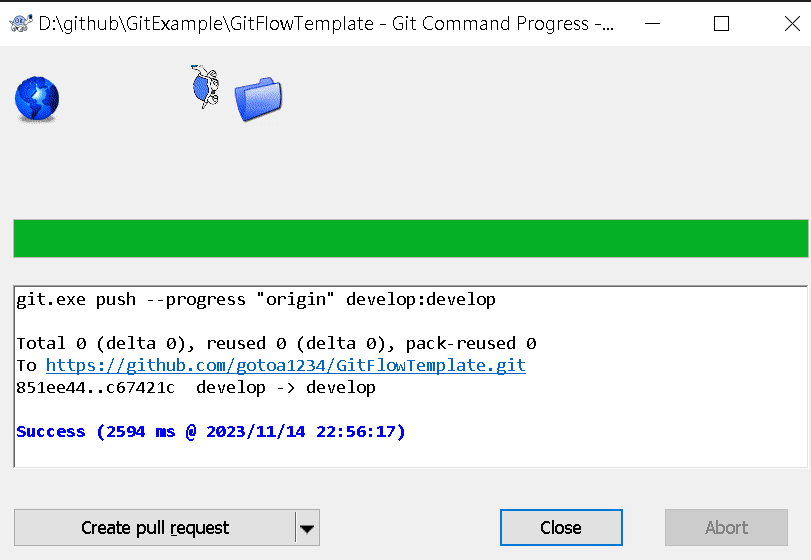 D:\github\GitExample\GitFlowTemplate - Git Command Progress -...
git.exe push --progress "origin" develop:develop
Total 0 (delta 0), reused 0 (delta 0), pack-reused 0
To https://github.com/gotoa1234/GitFlowTemplate.git
851ee44..c67421c  develop -> develop
Success (2594 ms @ 2023/11/14 22:56:17)
Create pull request
Close
Abort